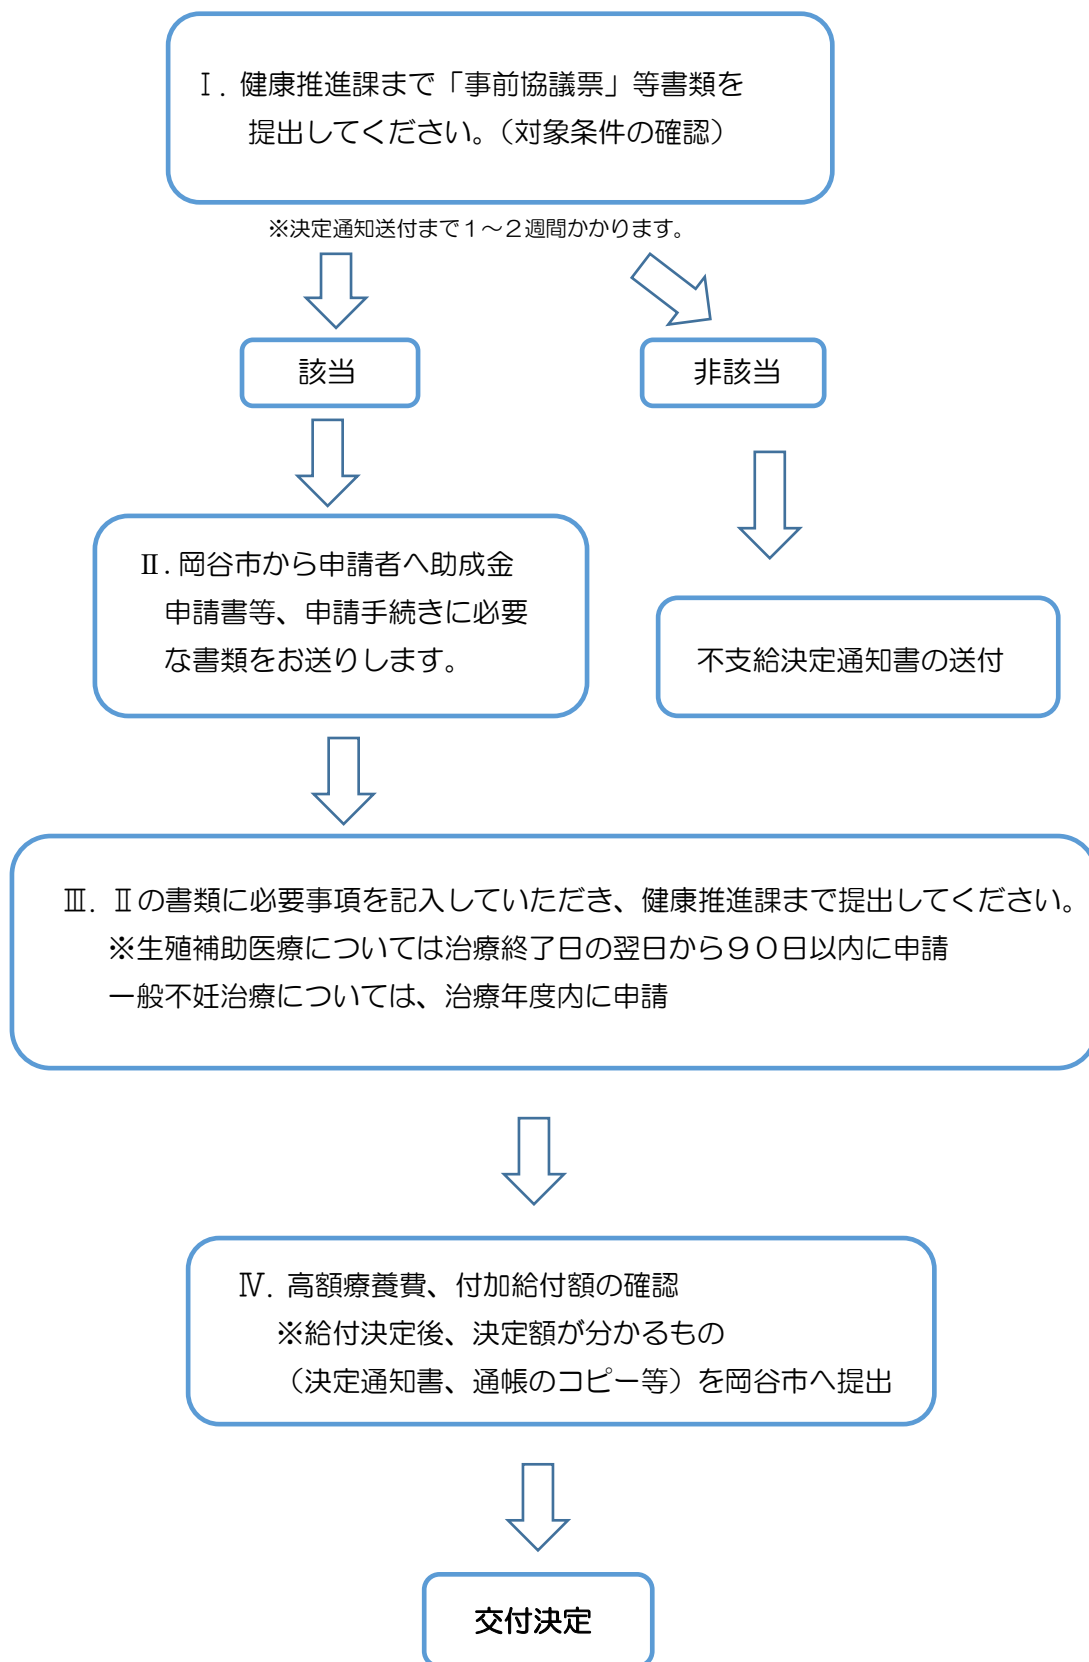 Ⅰ. 健康推進課まで「事前協議票」等書類を
提出してください。（対象条件の確認）
※決定通知送付まで１～２週間かかります。
該当
非該当
Ⅱ. 岡谷市から申請者へ助成金
申請書等、申請手続きに必要
な書類をお送りします。
不支給決定通知書の送付
Ⅲ. Ⅱの書類に必要事項を記入していただき、健康推進課まで提出してください。
※生殖補助医療については治療終了日の翌日から９０日以内に申請
一般不妊治療については、治療年度内に申請
Ⅳ. 高額療養費、付加給付額の確認
※給付決定後、決定額が分かるもの
（決定通知書、通帳のコピー等）を岡谷市へ提出
交付決定